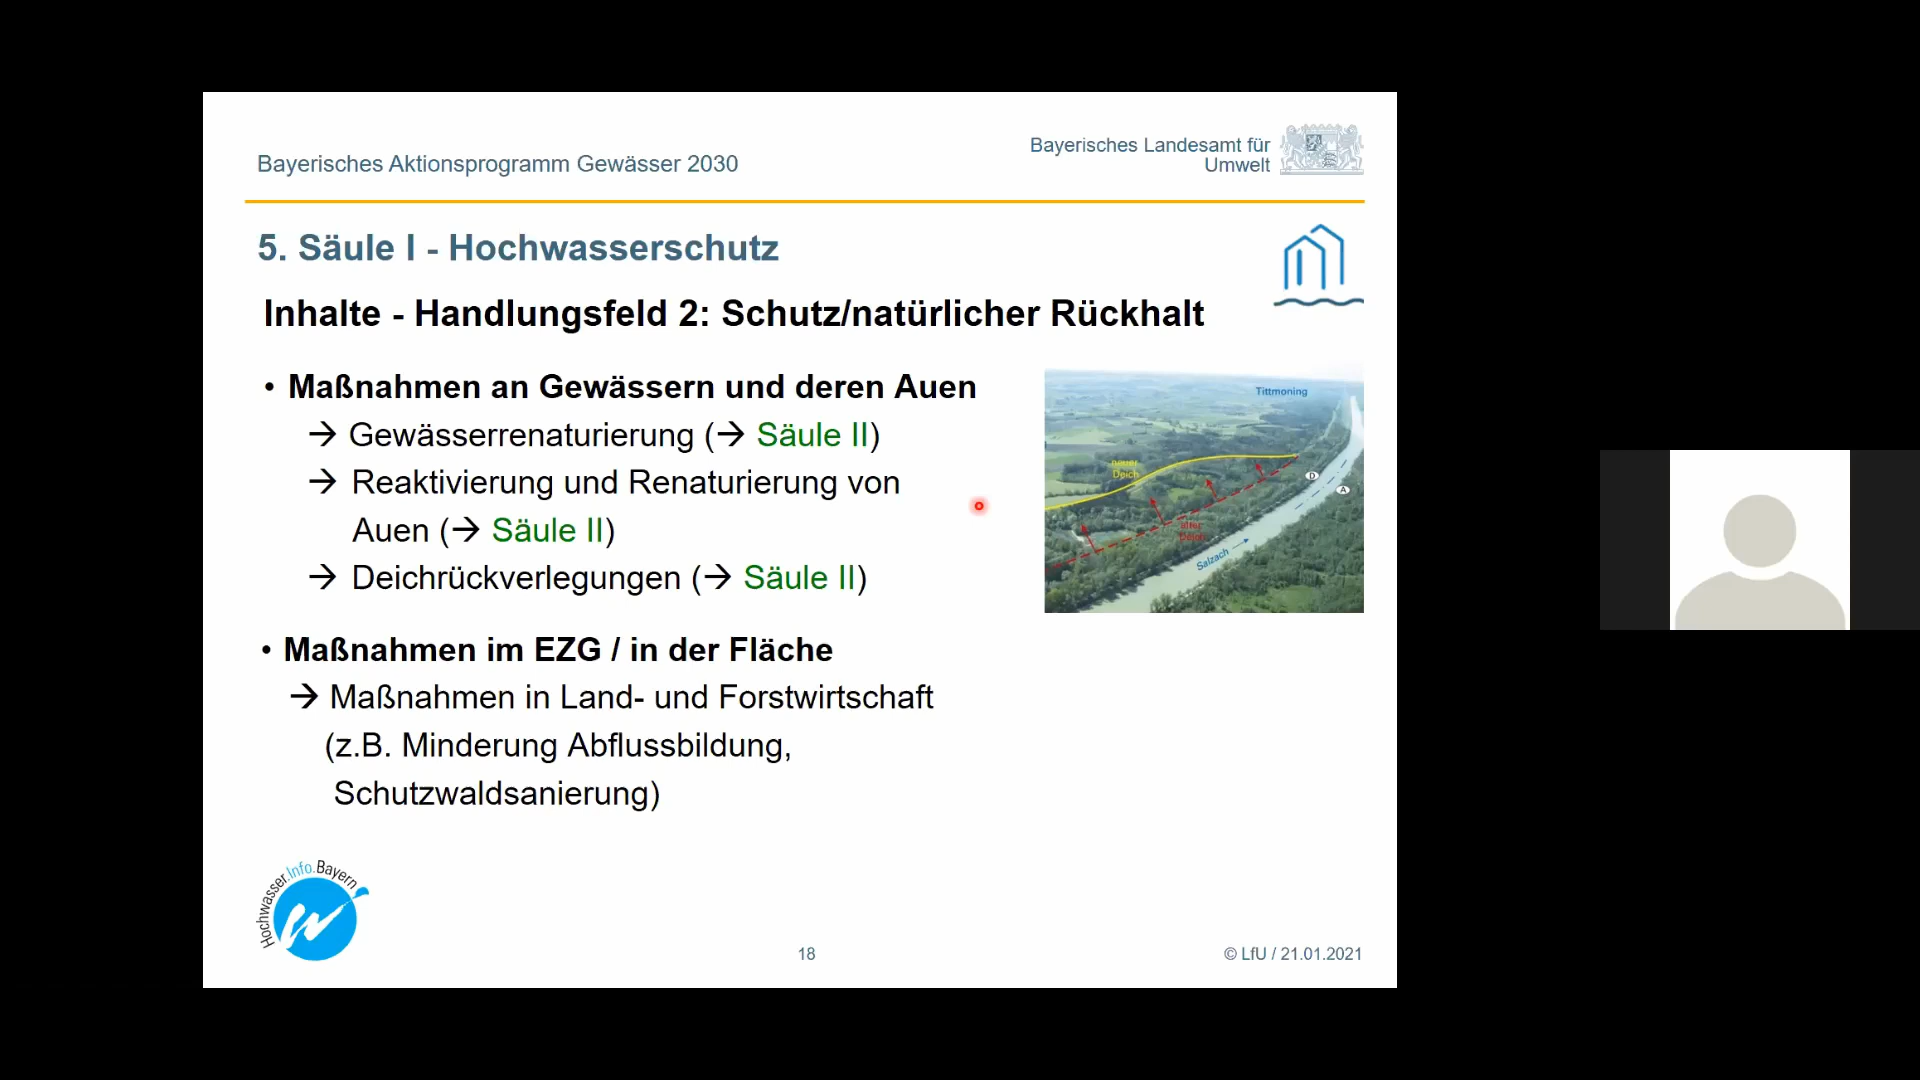 Bayerisches Aktionsprogramm Gewässer 2030
Bayerisches Landesamt für
Umwelt
5. Säule I - Hochwasserschutz
Inhalte - Handlungsfeld 2: Schutz/natürlicher Rückhalt
• Maßnahmen an Gewässern und deren Auen
→ Gewässerrenaturierung (→ Säule II)
→ Reaktivierung und Renaturierung von
Auen (→ Säule II)
→ Deichrückverlegungen (→ Säule II)
• Maßnahmen im EZG / in der Fläche
→ Maßnahmen in Land- und Forstwirtschaft
(z.B. Minderung Abflussbildung,
Schutzwaldsanierung)
Tittmoning
neuer
Deich
D
A
alter
Deich
Salzach
Hochwasser.Info.Bayern
18
© LfU / 21.01.2021